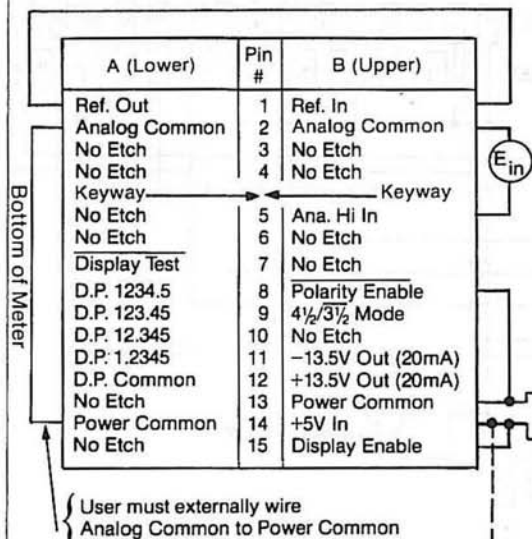 A (Lower) Pin # B (Upper)
Ref. Out 1 Ref. In
Analog Common 2 Analog Common
No Etch 3 No Etch
No Etch 4 No Etch
Keyway Keyway
No Etch 5 Ana. Hi In
No Etch 6 No Etch
Display Test 7 No Etch
D.P. 1234.5 8 Polarity Enable
D.P. 123.45 9 4½/3½ Mode
D.P. 12.345 10 No Etch
D.P. 1.2345 11 −13.5V Out (20mA)
D.P. Common 12 +13.5V Out (20mA)
No Etch 13 Power Common
Power Common 14 +5V In
No Etch 15 Display Enable
Bottom of Meter
E in
User must externally wire
Analog Common to Power Common